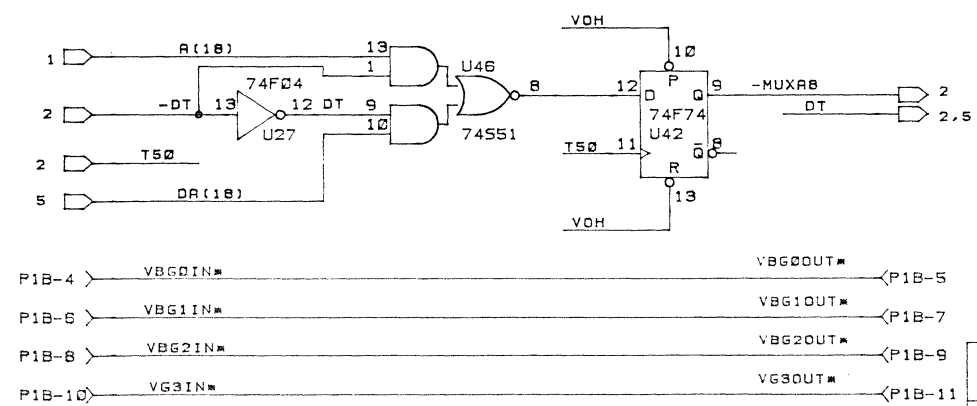 VOH
A(18)
13
1
1
U46
10
P
74F04
8
12
D
Q
9
-MUXA8
2
-DT
13
12
DT
9
2
U27
10
74S51
74F74
U42
DT
2,5
T50
2
T50
11
Q
8
R
DA(18)
5
13
VOH
P1B-4
VBG0IN*
VBG0OUT*
P1B-5
P1B-6
VBG1IN*
VBG1OUT*
P1B-7
P1B-8
VBG2IN*
VBG2OUT*
P1B-9
P1B-10
VG3IN*
VG3OUT*
P1B-11